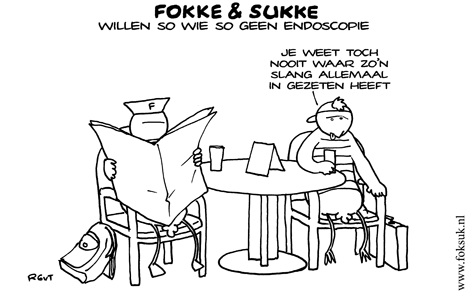 FOKKE & SUKKE
WILLEN SO WIE SO GEEN ENDOSCOPIE
JE WEET TOCH
NOOIT WAAR ZO'N
SLANG ALLEMAAL
IN GEZETEN HEEFT
F
RGVT
www.foksuk.nl